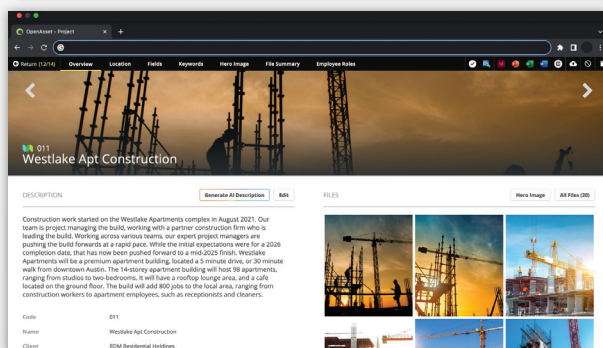 OpenAsset - Project
Return (12/14) Overview Location Fields Keywords Hero Image File Summary Employee Roles
011
Westlake Apt Construction
DESCRIPTION
Generate AI Description Edit
FILES
Hero Image All Files (20)
Construction work started on the Westlake Apartments complex in August 2021. Our
team is project managing the build, working with a partner construction firm who is
leading the build. Working across various teams, our expert project managers are
pushing the build forwards at a rapid pace. While the initial expectations were for a 2026
completion date, that has now been pushed forward to a mid-2025 finish. Westlake
Apartments will be a premium apartment building, located a 5 minute drive, or 30 minute
walk from downtown Austin. The 14-storey apartment building will host 98 apartments,
ranging from studios to two-bedrooms. It will have a rooftop lounge area, and a cafe
located on the ground floor. The build will add 800 jobs to the local area, ranging from
construction workers to apartment employees, such as receptionists and cleaners.
Code 011
Name Westlake Apt Construction
Client EDM Residential Holdings